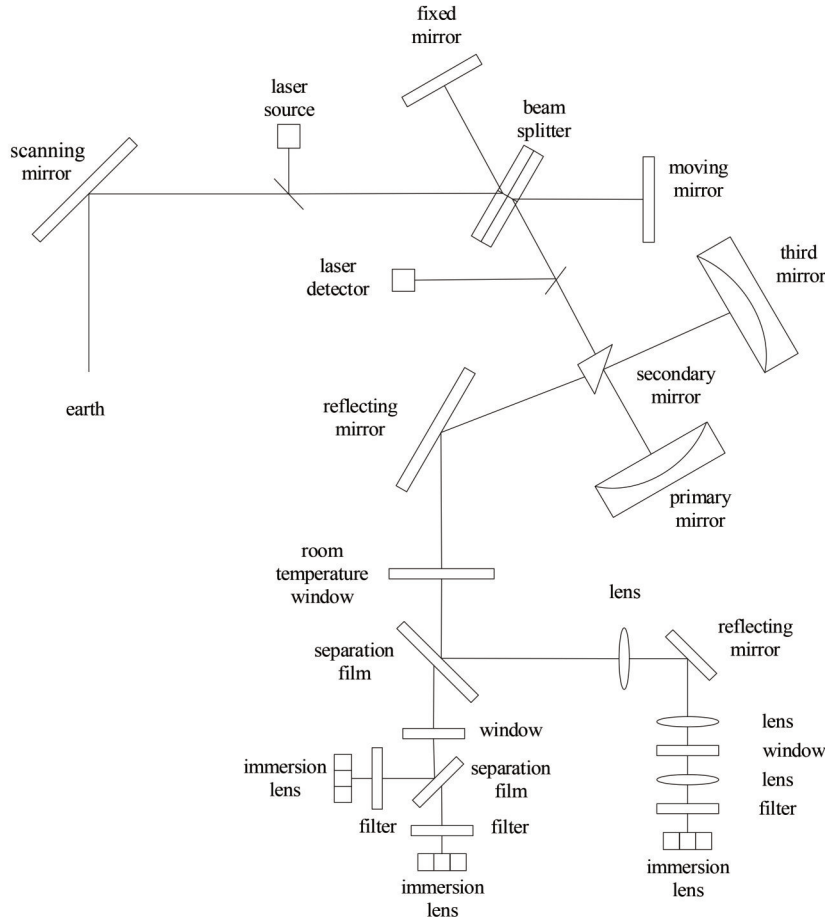 fixed
mirror
laser
source
beam
splitter
scanning
mirror
moving
mirror
third
mirror
laser
detector
secondary
mirror
reflecting
mirror
earth
primary
mirror
room
temperature
window
lens
reflecting
mirror
separation
film
lens
window
window
immersion
lens
separation
film
lens
filter
filter
filter
immersion
lens
immersion
lens